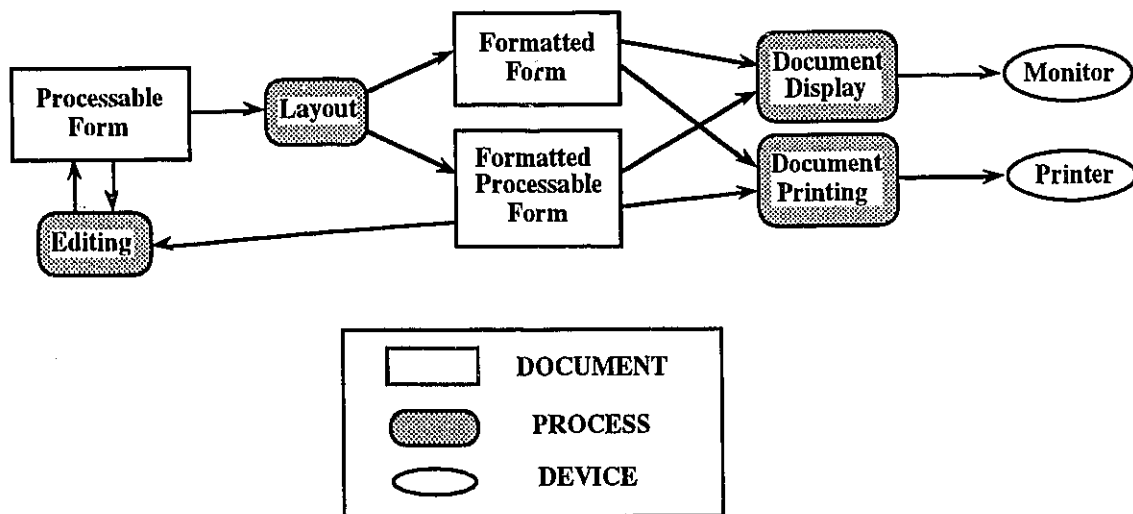 Processable
Form
Layout
Editing
Formatted
Form
Formatted
Processable
Form
Document
Display
Document
Printing
Monitor
Printer
DOCUMENT
PROCESS
DEVICE